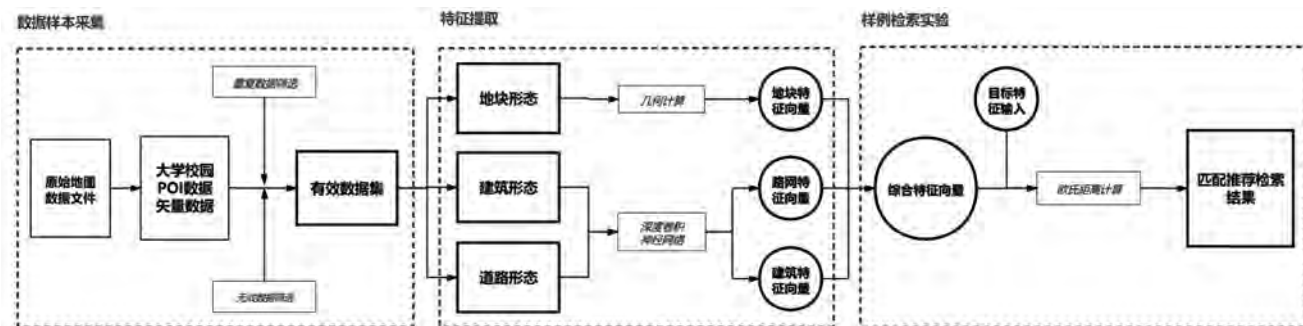 数据样本采集
特征提取
样例检索实验
重复数据筛选
原始地图
数据文件
大学校园
POI数据
矢量数据
有效数据集
无效数据筛选
地块形态
几何计算
地块特
征向量
建筑形态
深度卷积
神经网络
路网特
征向量
道路形态
建筑特
征向量
目标特
征输入
综合特征向量
欧氏距离计算
匹配推荐检索
结果